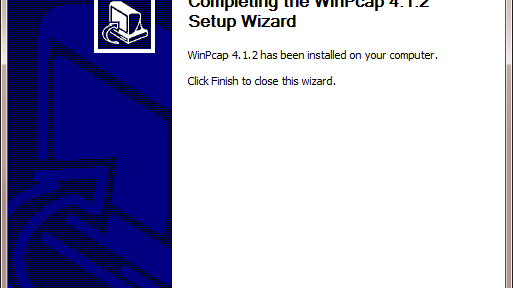 Completing the WinPcap 4.1.2
Setup Wizard
WinPcap 4.1.2 has been installed on your computer.
Click Finish to close this wizard.